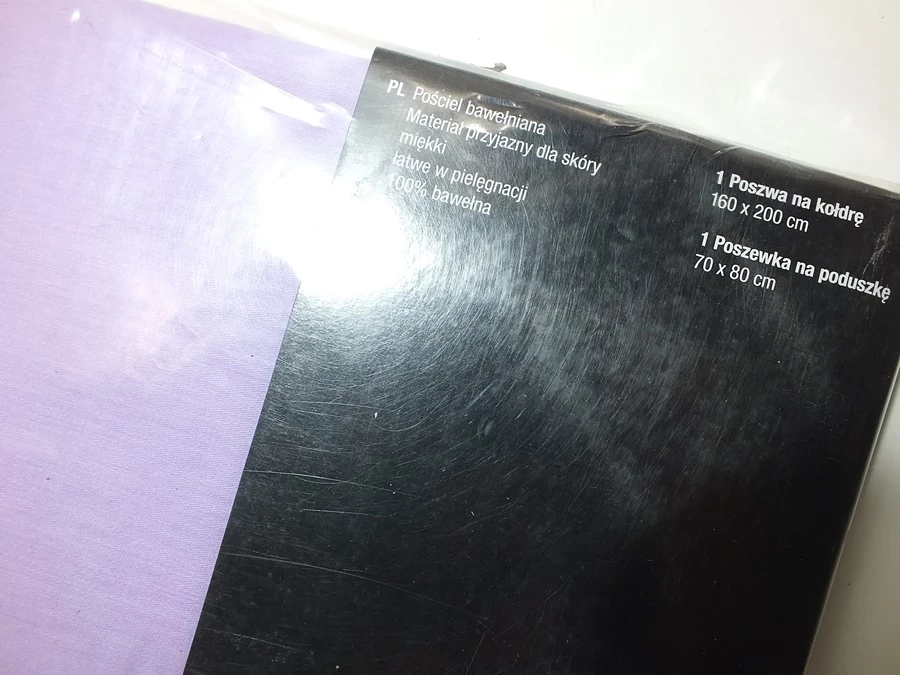 PL Pościel bawełniana
Materiał przyjazny dla skóry
miękki
łatwe w pielęgnacji
100% bawełna
1 Poszwa na kołdrę
160 x 200 cm
1 Poszewka na poduszkę
70 x 80 cm